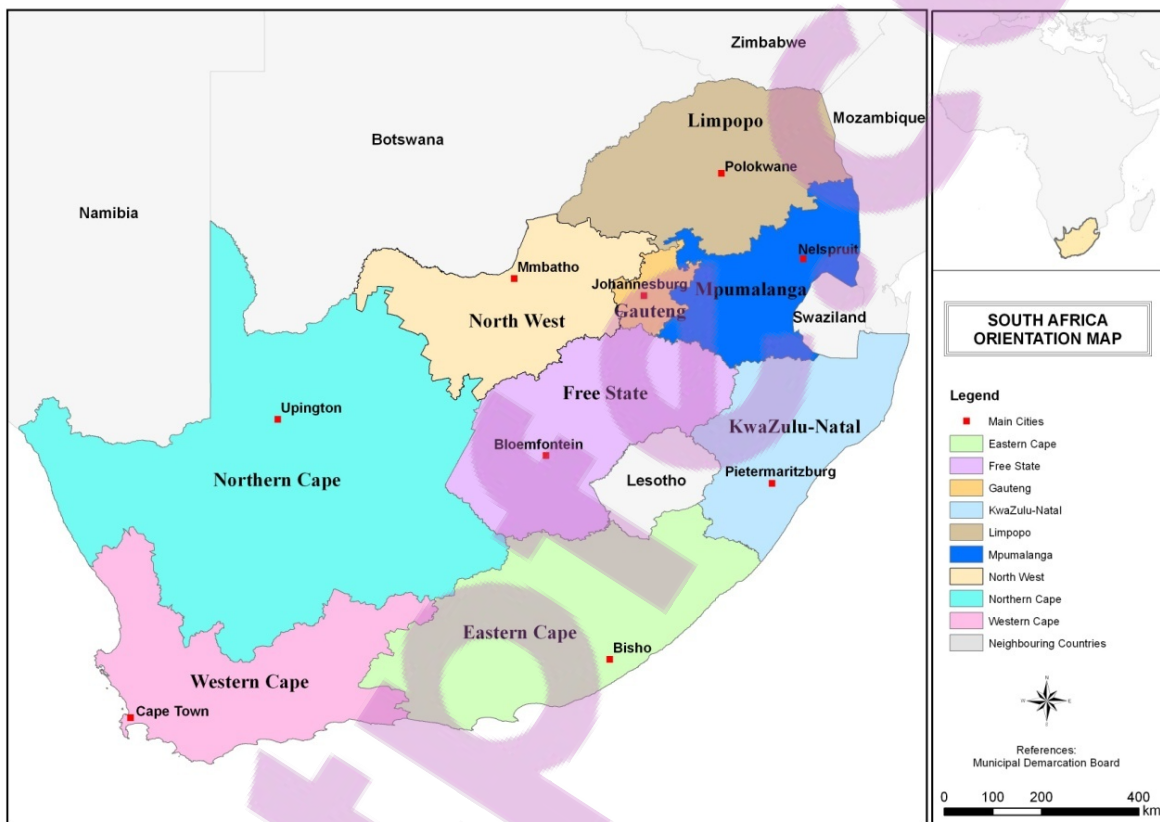 Zimbabwe
Limpopo
Mozambique
Botswana
Polokwane
Namibia
Nelspruit
Mmbatho
Johannesburg
Mpumalanga
Gauteng
Swaziland
North West
Free State
Upington
KwaZulu-Natal
Bloemfontein
Pietermaritzburg
Lesotho
Northern Cape
Eastern Cape
Bisho
Western Cape
Cape Town
SOUTH AFRICA
ORIENTATION MAP
Legend
Main Cities
Eastern Cape
Free State
Gauteng
KwaZulu-Natal
Limpopo
Mpumalanga
North West
Northern Cape
Western Cape
Neighbouring Countries
N
W E
S
References:
Municipal Demarcation Board
0 100 200 400
km